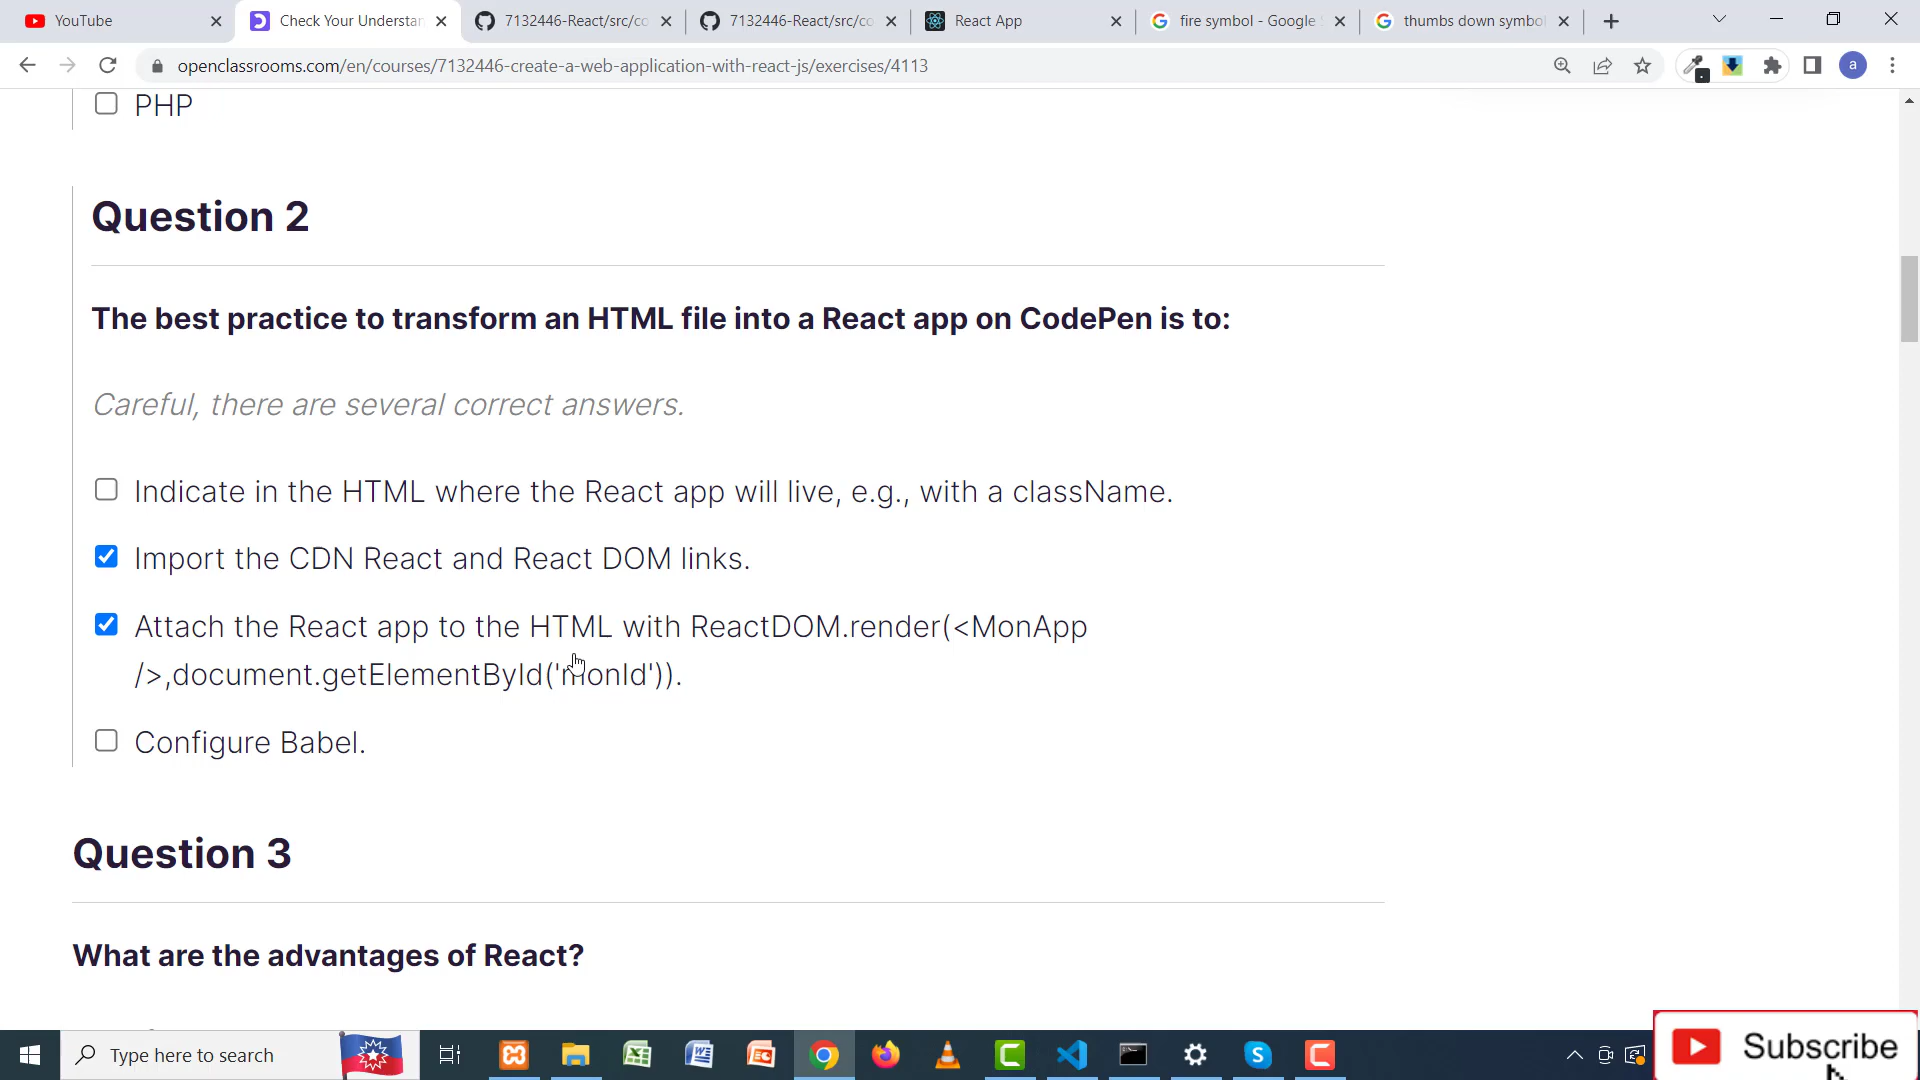 YouTube
Check Your Understan
7132446-React/src/co
7132446-React/src/co
React App
fire symbol - Google S
thumbs down symbol
openclassrooms.com/en/courses/7132446-create-a-web-application-with-react-js/exercises/4113
a
PHP
Question 2
The best practice to transform an HTML file into a React app on CodePen is to:
Careful, there are several correct answers.
Indicate in the HTML where the React app will live, e.g., with a className.
Import the CDN React and React DOM links.
Attach the React app to the HTML with ReactDOM.render(<MonApp
/>,document.getElementById('monId')).
Configure Babel.
Question 3
What are the advantages of React?
Type here to search
Subscribe